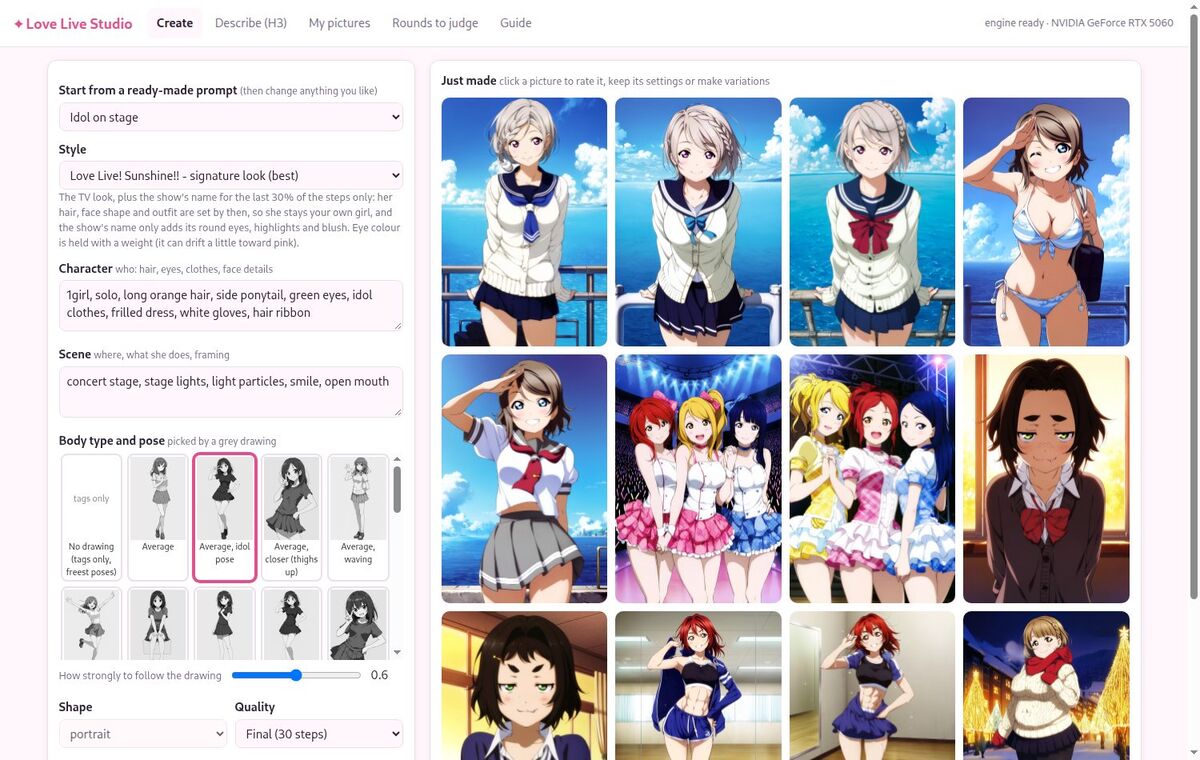 ✦ Love Live Studio
Create
Describe (H3)
My pictures
Rounds to judge
Guide
engine ready · NVIDIA GeForce RTX 5060
Start from a ready-made prompt (then change anything you like)
Idol on stage
Style
Love Live! Sunshine!! - signature look (best)
The TV look, plus the show's name for the last 30% of the steps only: her
hair, face shape and outfit are set by then, so she stays your own girl, and
the show's name only adds its round eyes, highlights and blush. Eye colour
is held with a weight (it can drift a little toward pink).
Character who: hair, eyes, clothes, face details
1girl, solo, long orange hair, side ponytail, green eyes, idol
clothes, frilled dress, white gloves, hair ribbon
Scene where, what she does, framing
concert stage, stage lights, light particles, smile, open mouth
Body type and pose picked by a grey drawing
tags only
No drawing
(tags only,
freest poses)
Average
Average, idol
pose
Average,
closer (thighs
up)
Average,
waving
How strongly to follow the drawing
0.6
Shape
portrait
Quality
Final (30 steps)
Just made click a picture to rate it, keep its settings or make variations